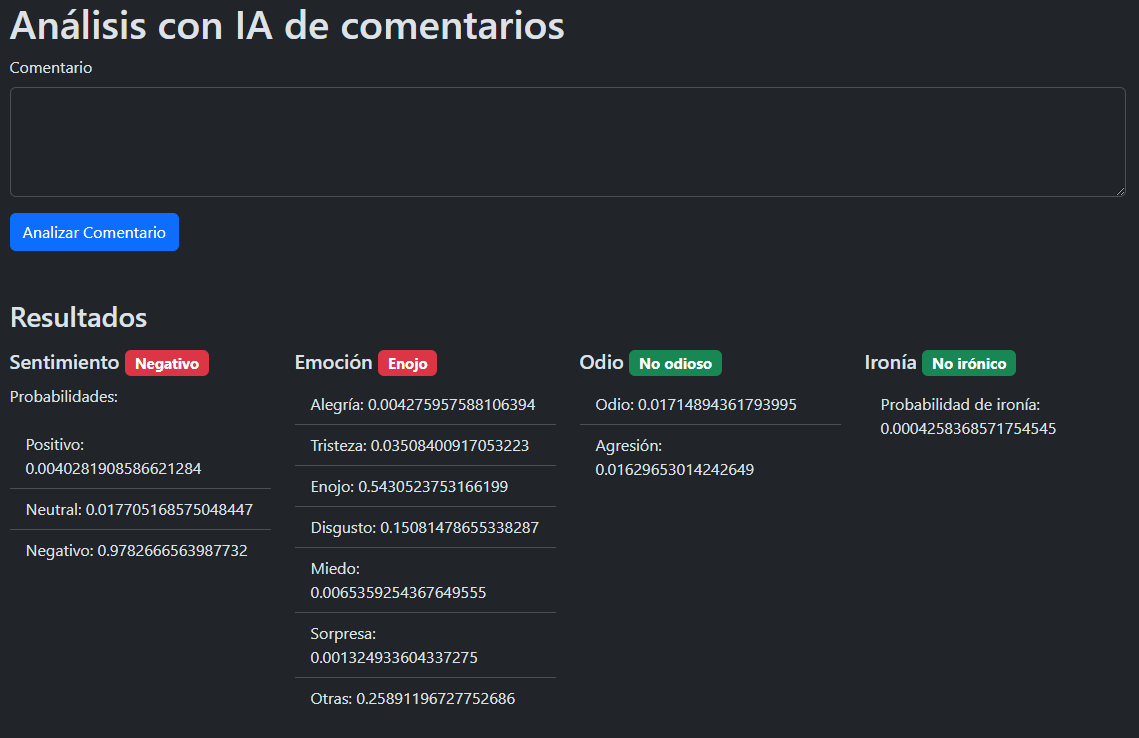 Análisis con IA de comentarios
Comentario
Analizar Comentario
Resultados
Sentimiento Negativo
Probabilidades:
Positivo:
0.0040281908586621284
Neutral: 0.017705168575048447
Negativo: 0.9782666563987732
Emoción Enojo
Alegría: 0.004275957588106394
Tristeza: 0.03508400917053223
Enojo: 0.5430523753166199
Disgusto: 0.15081478655338287
Miedo:
0.0065359254367649555
Sorpresa:
0.001324933604337275
Otras: 0.25891196727752686
Odio No odioso
Odio: 0.01714894361793995
Agresión:
0.01629653014242649
Ironía No irónico
Probabilidad de ironía:
0.0004258368571754545